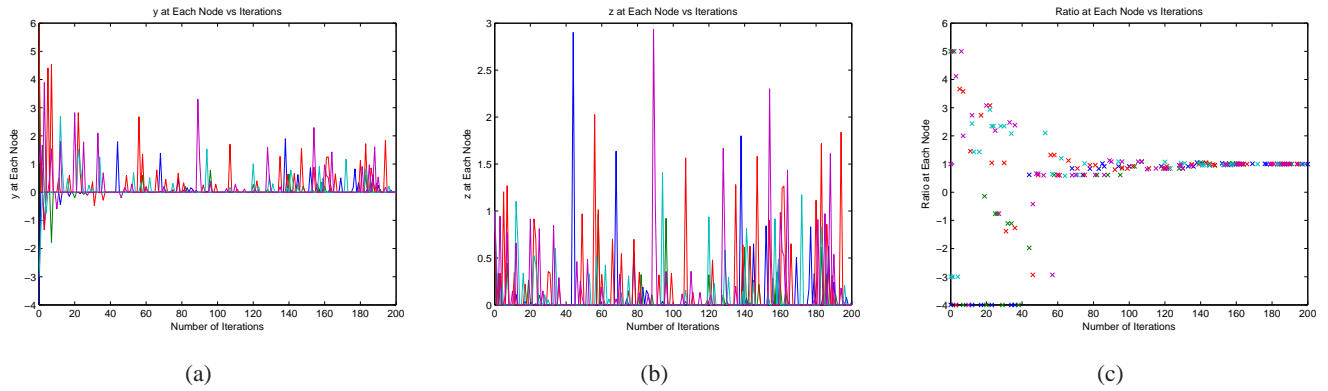 y at Each Node vs Iterations
6
5
4
3
2
1
0
−1
−2
−3
−4
0 20 40 60 80 100 120 140 160 180 200
y at Each Node
Number of Iterations
(a)
z at Each Node vs Iterations
3
2.5
2
1.5
1
0.5
0
0 20 40 60 80 100 120 140 160 180 200
z at Each Node
Number of Iterations
(b)
Ratio at Each Node vs Iterations
6
5
4
3
2
1
0
−1
−2
−3
−4
0 20 40 60 80 100 120 140 160 180 200
Ratio at Each Node
Number of Iterations
(c)